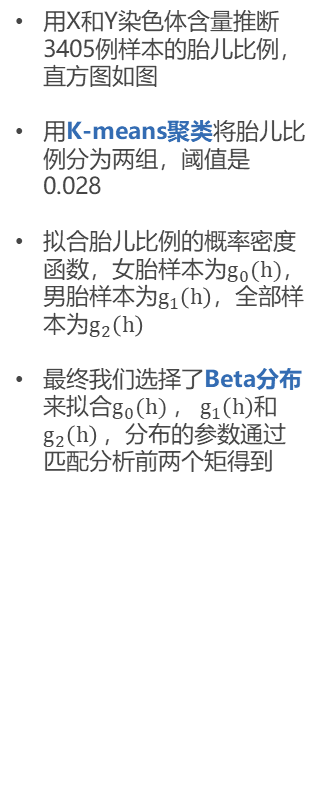 • 用X和Y染色体含量推断
3405例样本的胎儿比例，
直方图如图
• 用K-means聚类将胎儿比
例分为两组，阈值是
0.028
• 拟合胎儿比例的概率密度
函数，女胎样本为g₀(h)，
男胎样本为g₁(h)，全部样
本为g₂(h)
• 最终我们选择了Beta分布
来拟合g₀(h) ， g₁(h)和
g₂(h) ，分布的参数通过
匹配分析前两个矩得到